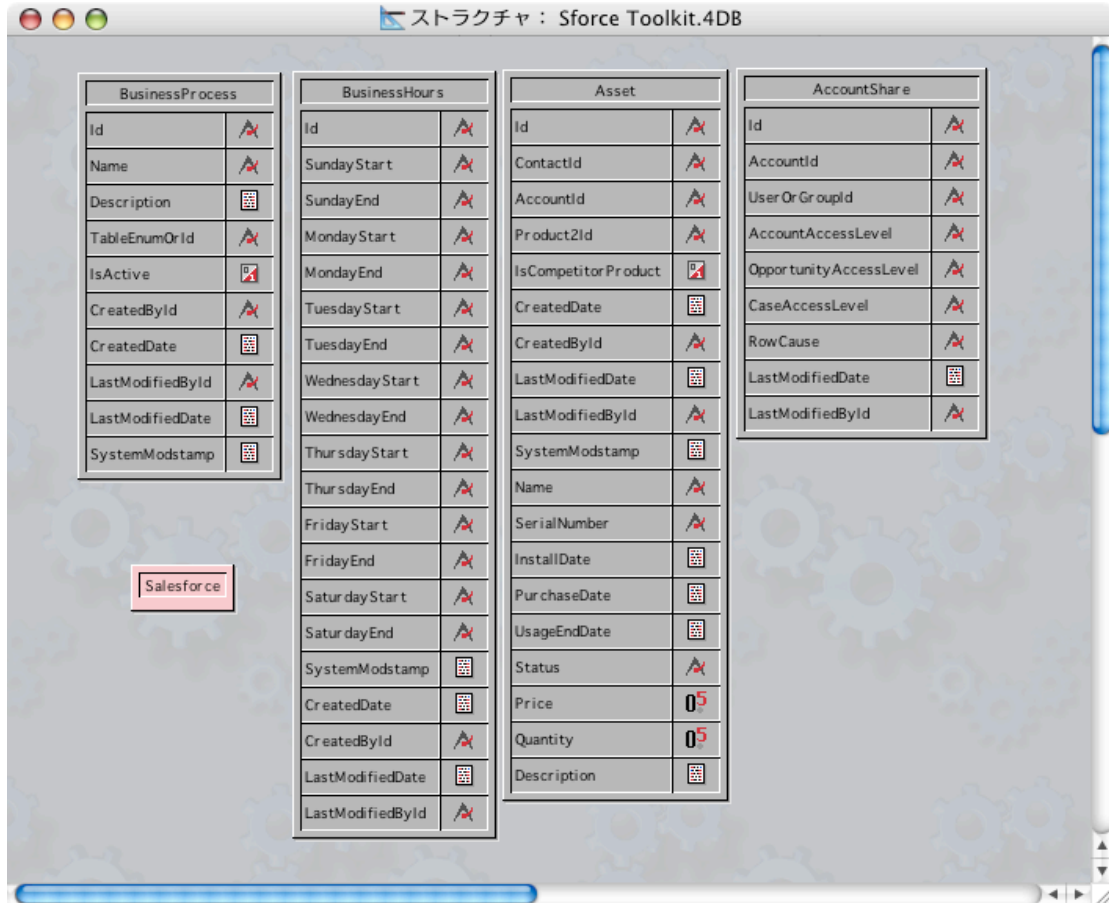 ストラクチャ： Sforce Toolkit.4DB
BusinessProcess
Id
Name
Description
TableEnumOrId
IsActive
CreatedById
CreatedDate
LastModifiedById
LastModifiedDate
SystemModstamp
Salesforce
BusinessHours
Id
SundayStart
SundayEnd
MondayStart
MondayEnd
TuesdayStart
TuesdayEnd
WednesdayStart
WednesdayEnd
ThursdayStart
ThursdayEnd
FridayStart
FridayEnd
SaturdayStart
SaturdayEnd
SystemModstamp
CreatedDate
CreatedById
LastModifiedDate
LastModifiedById
Asset
Id
ContactId
AccountId
Product2Id
IsCompetitorProduct
CreatedDate
CreatedById
LastModifiedDate
LastModifiedById
SystemModstamp
Name
SerialNumber
InstallDate
PurchaseDate
UsageEndDate
Status
Price
Quantity
Description
AccountShare
Id
AccountId
UserOrGroupId
AccountAccessLevel
OpportunityAccessLevel
CaseAccessLevel
RowCause
LastModifiedDate
LastModifiedById